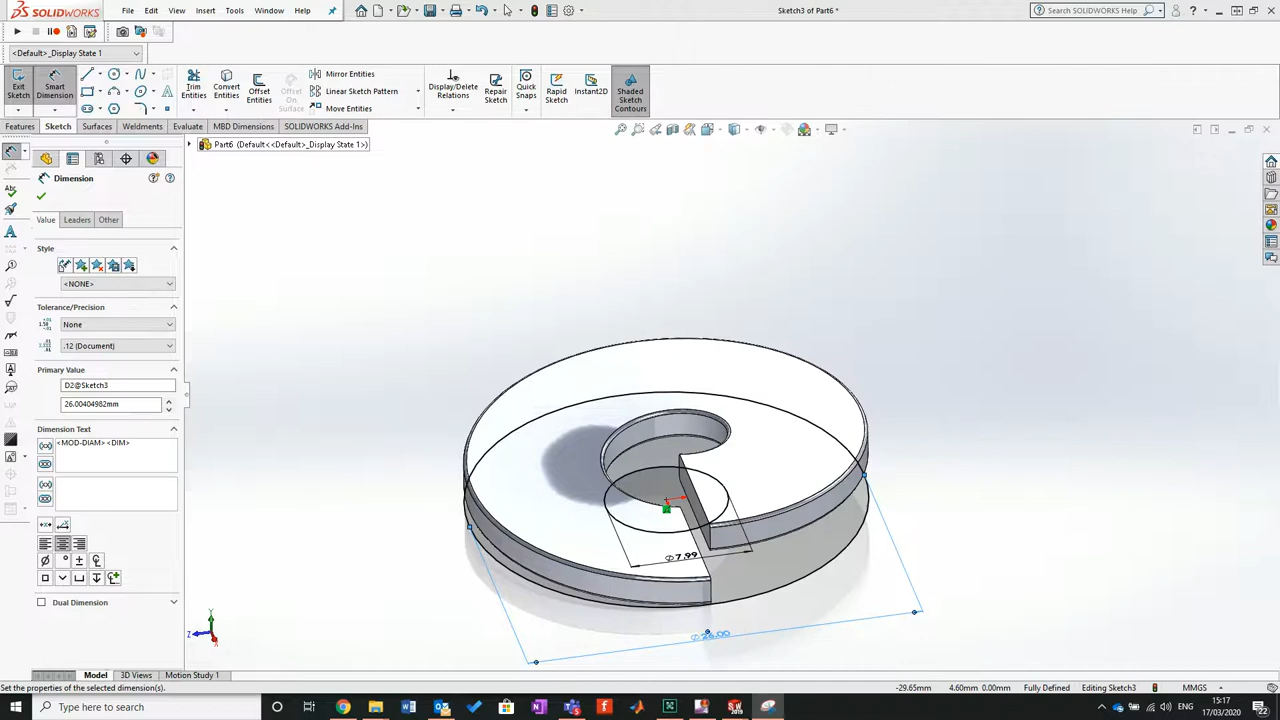 SOLIDWORKS
File Edit View Insert Tools Window Help
Sketch3 of Part6 *
Search SOLIDWORKS Help
<Default>_Display State 1
Exit Sketch
Smart Dimension
Trim Entities
Convert Entities
Offset Entities
Offset On Surface
Mirror Entities
Linear Sketch Pattern
Move Entities
Display/Delete Relations
Repair Sketch
Quick Snaps
Rapid Sketch
Instant2D
Shaded Sketch Contours
Features Sketch Surfaces Weldments Evaluate MBD Dimensions SOLIDWORKS Add-Ins
Part6 (Default<<Default>_Display State 1>)
Dimension
Value Leaders Other
Style
<NONE>
Tolerance/Precision
None
.12 (Document)
Primary Value
D2@Sketch3
26.00404982mm
Dimension Text
<MOD-DIAM><DIM>
Dual Dimension
Ø7.99
Ø26.00
Y
Z
X
Model 3D Views Motion Study 1
Set the properties of the selected dimension(s).
-29.65mm 4.60mm 0.00mm Fully Defined Editing Sketch3 MMGS
Type here to search
ENG
15:17
17/03/2020